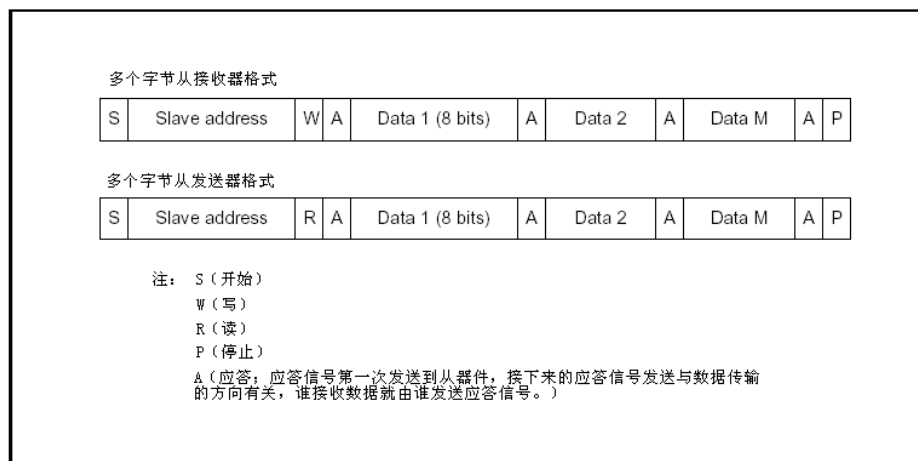 多个字节从接收器格式
S Slave address W A Data 1 (8 bits) A Data 2 A Data M A P
多个字节从发送器格式
S Slave address R A Data 1 (8 bits) A Data 2 A Data M A P
注： S（开始）
W（写）
R（读）
P（停止）
A（应答；应答信号第一次发送到从器件，接下来的应答信号发送与数据传输
的方向有关，谁接收数据就由谁发送应答信号。）